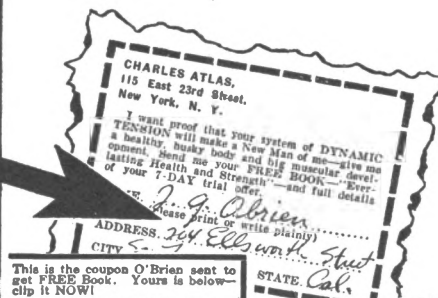 CHARLES ATLAS,
115 East 23rd Street,
New York, N. Y.
I want proof that your system of DYNAMIC
TENSION will make a New Man of me—give me
a healthy, husky body and big muscular devel-
opment. Send me your FREE BOOK—"Ever-
lasting Health and Strength"—and full details
of your 7-DAY trial offer.
J. G. Obrien
(Please print or write plainly)
ADDRESS. 264 Ellsworth Street
CITY
STATE. Cal.
This is the coupon O'Brien sent to
get FREE Book. Yours is below—
clip it NOW!